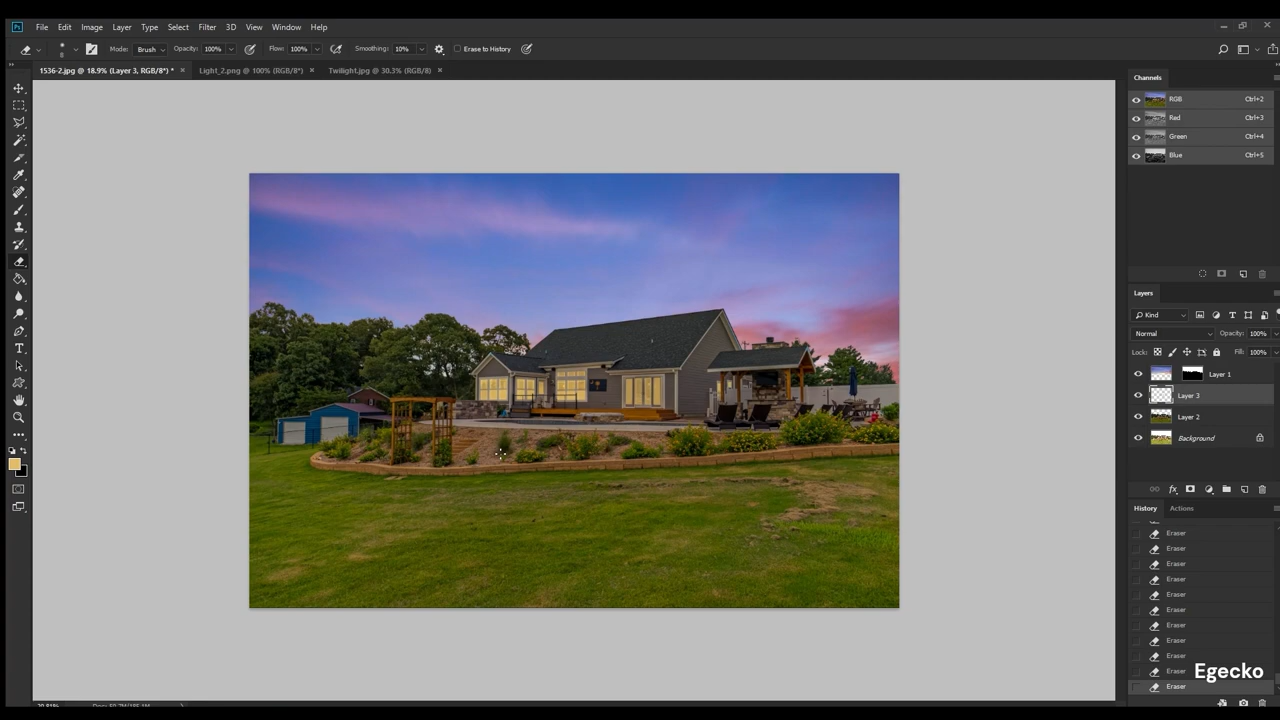 Ps File Edit Image Layer Type Select Filter 3D View Window Help
8 Mode: Brush Opacity: 100% Flow: 100% Smoothing: 10% Erase to History
1536-2.jpg @ 18.9% (Layer 3, RGB/8*) * × Light_2.png @ 100% (RGB/8*) × Twilight.jpg @ 30.3% (RGB/8) ×
Channels
RGB Ctrl+2
Red Ctrl+3
Green Ctrl+4
Blue Ctrl+5
Layers
Kind
Normal Opacity: 100%
Lock: Fill: 100%
Layer 1
Layer 3
Layer 2
Background
History Actions
Eraser
Eraser
Eraser
Eraser
Eraser
Eraser
Eraser
Eraser
Eraser
Eraser
Egecko
Eraser